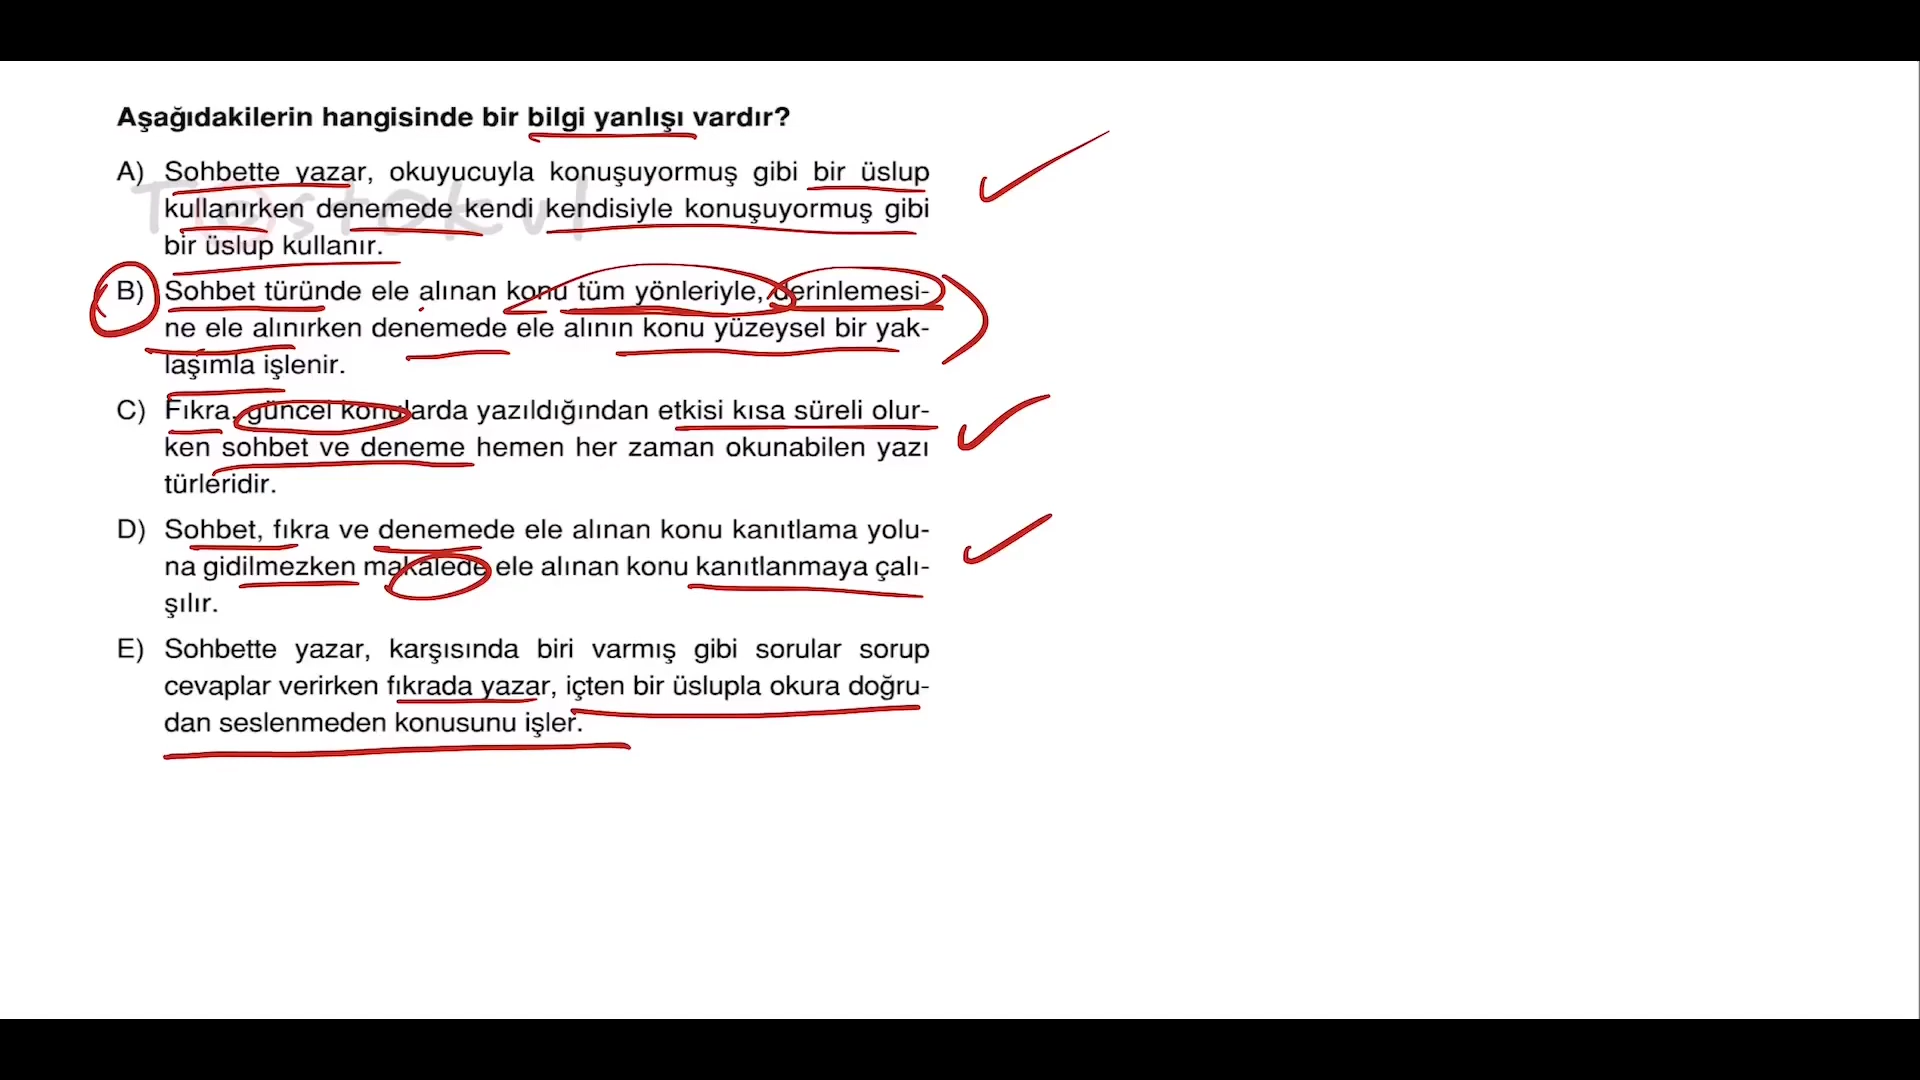 Aşağıdakilerin hangisinde bir bilgi yanlışı vardır?
A) Sohbette yazar, okuyucuyla konuşuyormuş gibi bir üslup
kullanırken denemede kendi kendisiyle konuşuyormuş gibi
bir üslup kullanır.
B) Sohbet türünde ele alınan konu tüm yönleriyle, derinlemesi-
ne ele alınırken denemede ele alının konu yüzeysel bir yak-
laşımla işlenir.
C) Fıkra, güncel konularda yazıldığından etkisi kısa süreli olur-
ken sohbet ve deneme hemen her zaman okunabilen yazı
türleridir.
D) Sohbet, fıkra ve denemede ele alınan konu kanıtlama yolu-
na gidilmezken makalede ele alınan konu kanıtlanmaya çalı-
şılır.
E) Sohbette yazar, karşısında biri varmış gibi sorular sorup
cevaplar verirken fıkrada yazar, içten bir üslupla okura doğru-
dan seslenmeden konusunu işler.